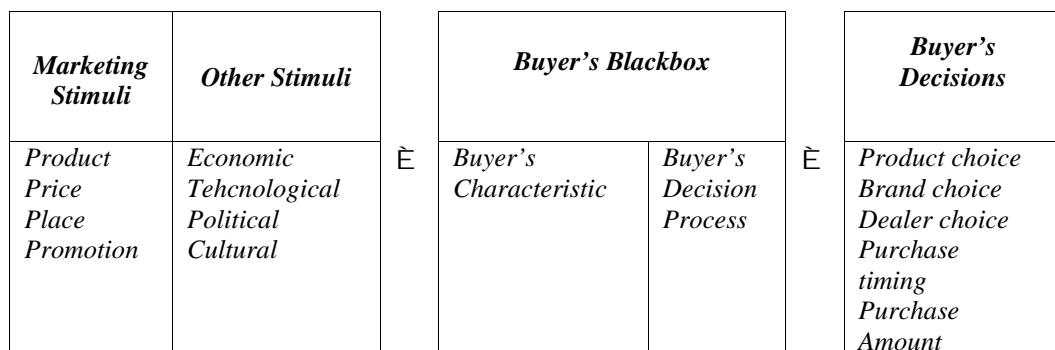 Marketing
Stimuli
Other Stimuli
Buyer's Blackbox
Buyer's
Decisions
Product
Price
Place
Promotion
Economic
Tehcnological
Political
Cultural
È
Buyer's
Characteristic
Buyer's
Decision
Process
È
Product choice
Brand choice
Dealer choice
Purchase
timing
Purchase
Amount